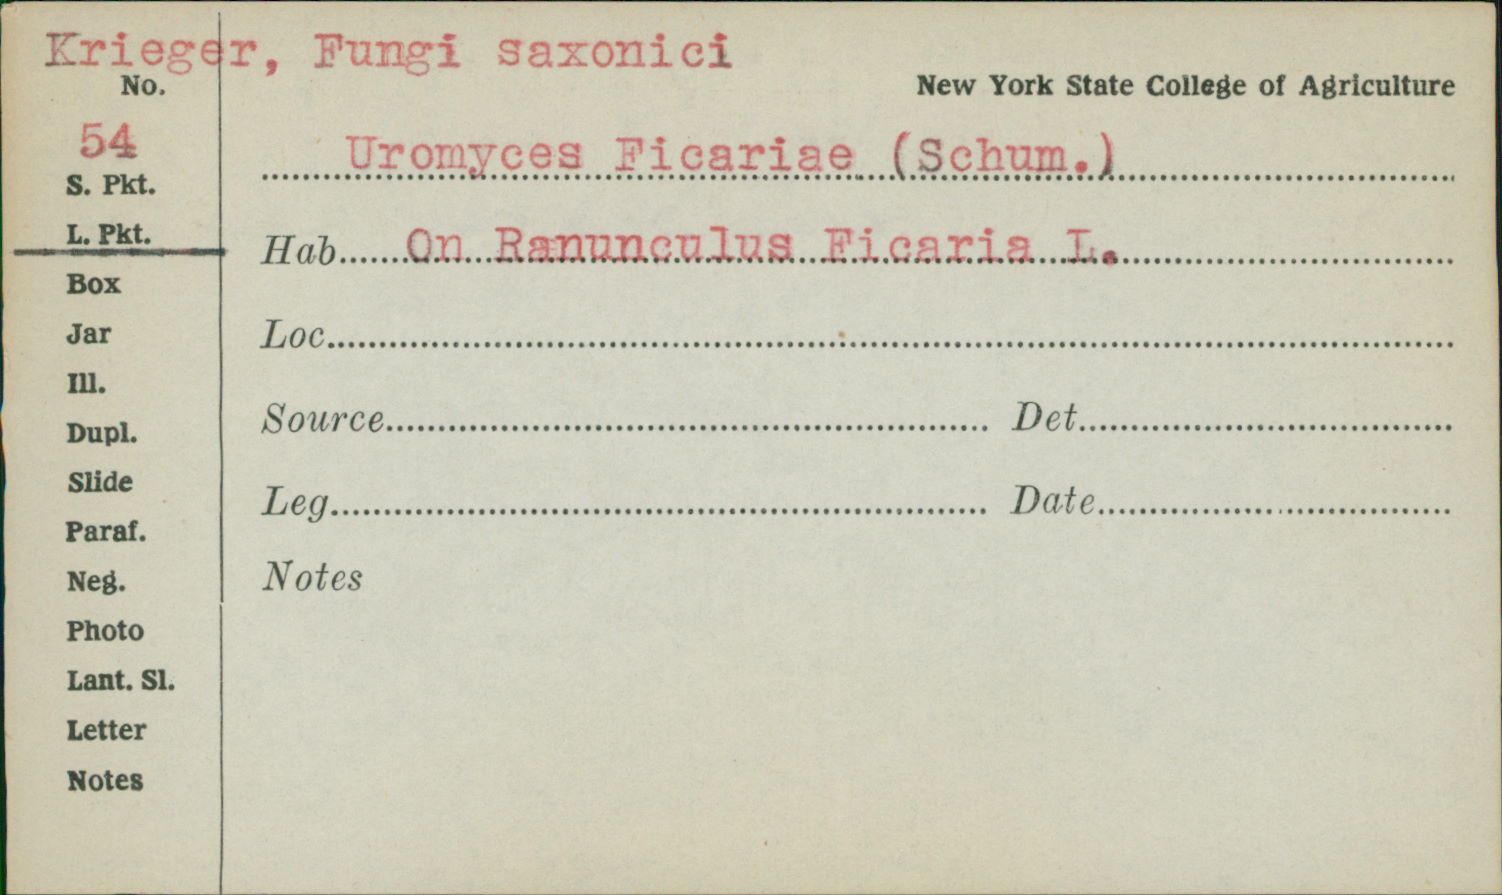 Krieger, Fungi saxonici
No.
New York State College of Agriculture
54
Uromyces Ficariae (Schum.)
S. Pkt.
L. Pkt.
Hab. On Ranunculus Ficaria L.
Box
Jar
Loc.
Ill.
Dupl.
Source Det.
Slide
Leg. Date
Paraf.
Neg.
Notes
Photo
Lant. Sl.
Letter
Notes